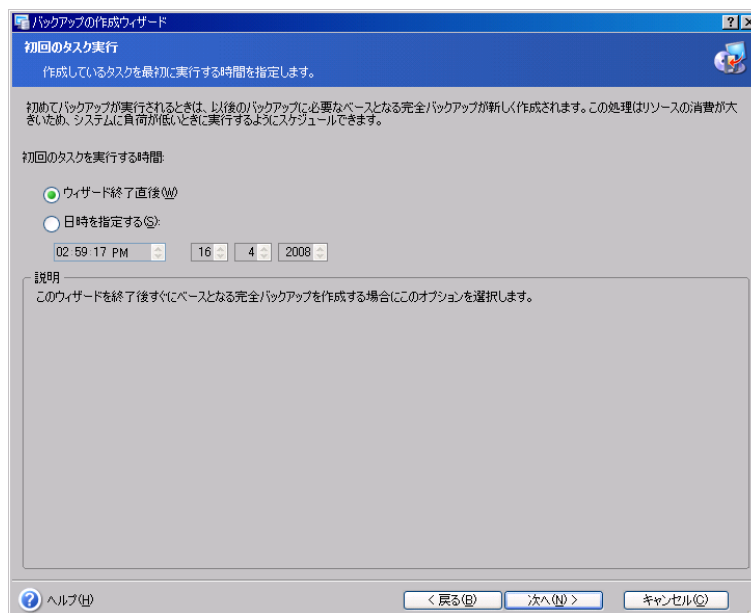 バックアップの作成ウィザード
初回のタスク実行
作成しているタスクを最初に実行する時間を指定します。
初めてバックアップが実行されるときは、以後のバックアップに必要なベースとなる完全バックアップが新しく作成されます。この処理はリソースの消費が大
きいため、システムに負荷が低いときに実行するようにスケジュールできます。
初回のタスクを実行する時間:
ウィザード終了直後(W)
日時を指定する(S):
02:59:17 PM 16 4 2008
説明
このウィザードを終了後すぐにベースとなる完全バックアップを作成する場合にこのオプションを選択します。
ヘルプ(H) < 戻る(B) 次へ(N) > キャンセル(C)